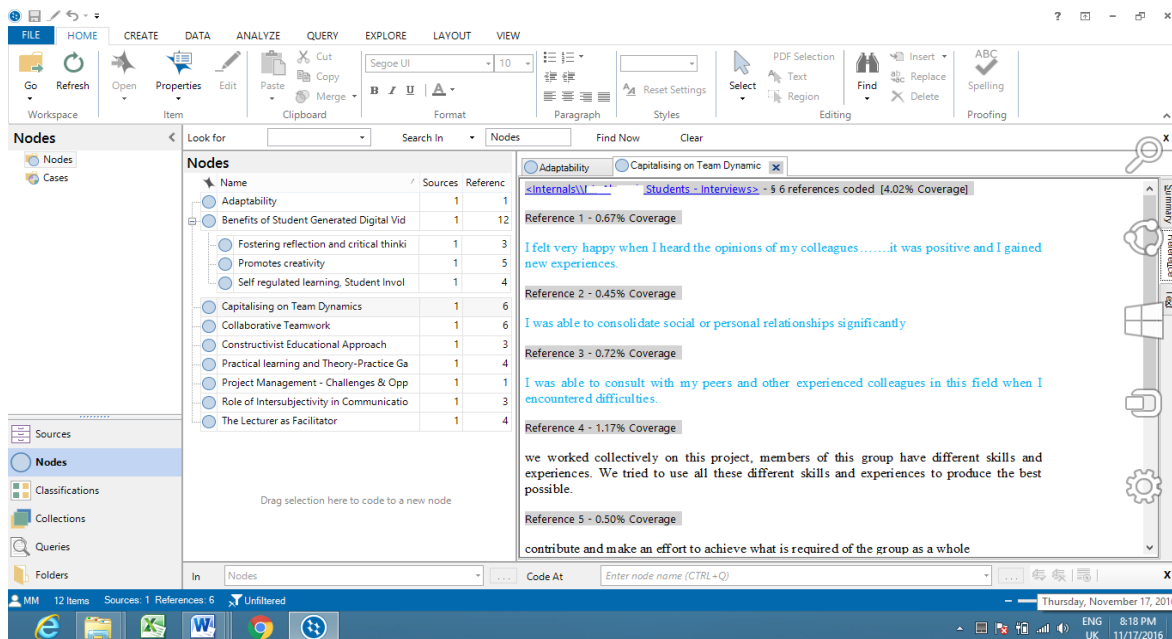 ?
FILE HOME CREATE DATA ANALYZE QUERY EXPLORE LAYOUT VIEW
Go Refresh Open Properties Edit Paste Cut Copy Merge
Segoe UI 10
B I U A
Reset Settings
Select PDF Selection Text Region Find Insert Replace Delete
ABC
Spelling
Workspace Item Clipboard Format Paragraph Styles Editing Proofing
Nodes
Nodes
Cases
Sources
Nodes
Classifications
Collections
Queries
Folders
Look for Search In Nodes Find Now Clear
Nodes
Name Sources Referenc
Adaptability 1 1
Benefits of Student Generated Digital Vid 1 12
Fostering reflection and critical thinki 1 3
Promotes creativity 1 5
Self regulated learning, Student Invol 1 4
Capitalising on Team Dynamics 1 6
Collaborative Teamwork 1 6
Constructivist Educational Approach 1 3
Practical learning and Theory-Practice Ga 1 4
Project Management - Challenges & Opp 1 1
Role of Intersubjectivity in Communicatio 1 3
The Lecturer as Facilitator 1 4
Drag selection here to code to a new node
Adaptability Capitalising on Team Dynamic x
<Internals\\ Students - Interviews> - § 6 references coded [4.02% Coverage]
Reference 1 - 0.67% Coverage
I felt very happy when I heard the opinions of my colleagues…….it was positive and I gained
new experiences.
Reference 2 - 0.45% Coverage
I was able to consolidate social or personal relationships significantly
Reference 3 - 0.72% Coverage
I was able to consult with my peers and other experienced colleagues in this field when I
encountered difficulties.
Reference 4 - 1.17% Coverage
we worked collectively on this project, members of this group have different skills and
experiences. We tried to use all these different skills and experiences to produce the best
possible.
Reference 5 - 0.50% Coverage
contribute and make an effort to achieve what is required of the group as a whole
Summary
Text
In Nodes ... Code At Enter node name (CTRL+Q) ... x
MM 12 Items Sources: 1 References: 6 Unfiltered
Thursday, November 17, 201
ENG 8:18 PM
UK 11/17/2016